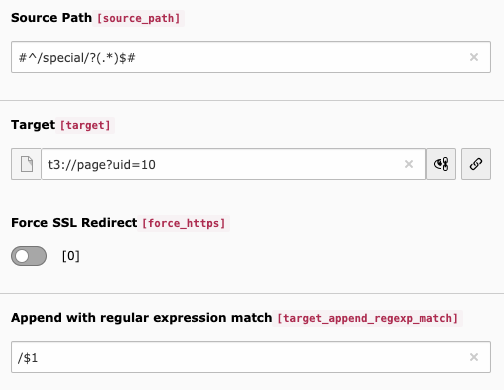 Source Path [source_path]
#^/special/?(.*)$#
Target [target]
t3://page?uid=10
Force SSL Redirect [force_https]
[0]
Append with regular expression match [target_append_regexp_match]
/$1